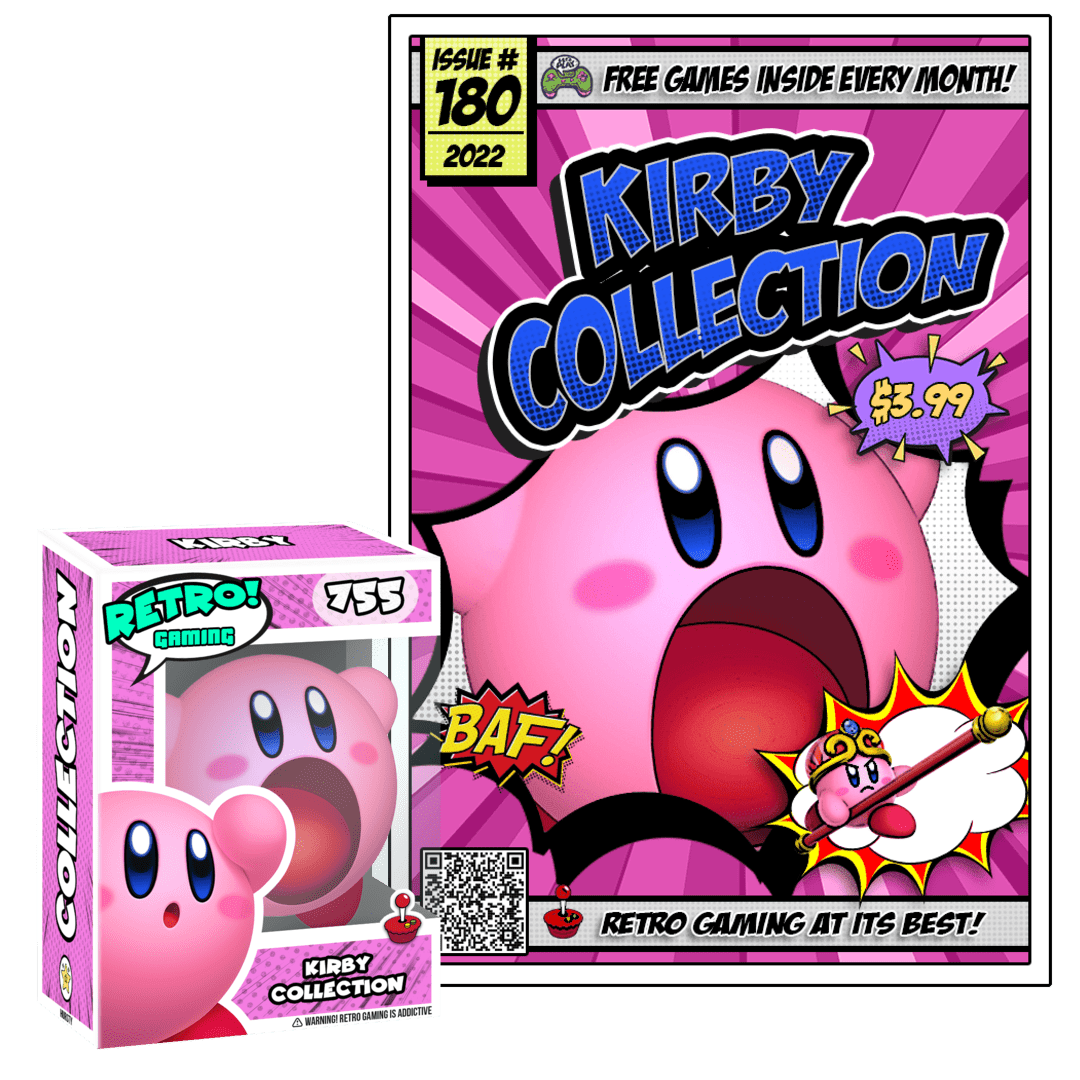 ISSUE #
180
2022
FREE GAMES INSIDE EVERY MONTH!
KIRBY
COLLECTION
$3.99
BAF!
RETRO GAMING AT ITS BEST!
KIRBY
RETRO!
GAMING
755
COLLECTION
KIRBY
COLLECTION
WARNING! RETRO GAMING IS ADDICTIVE